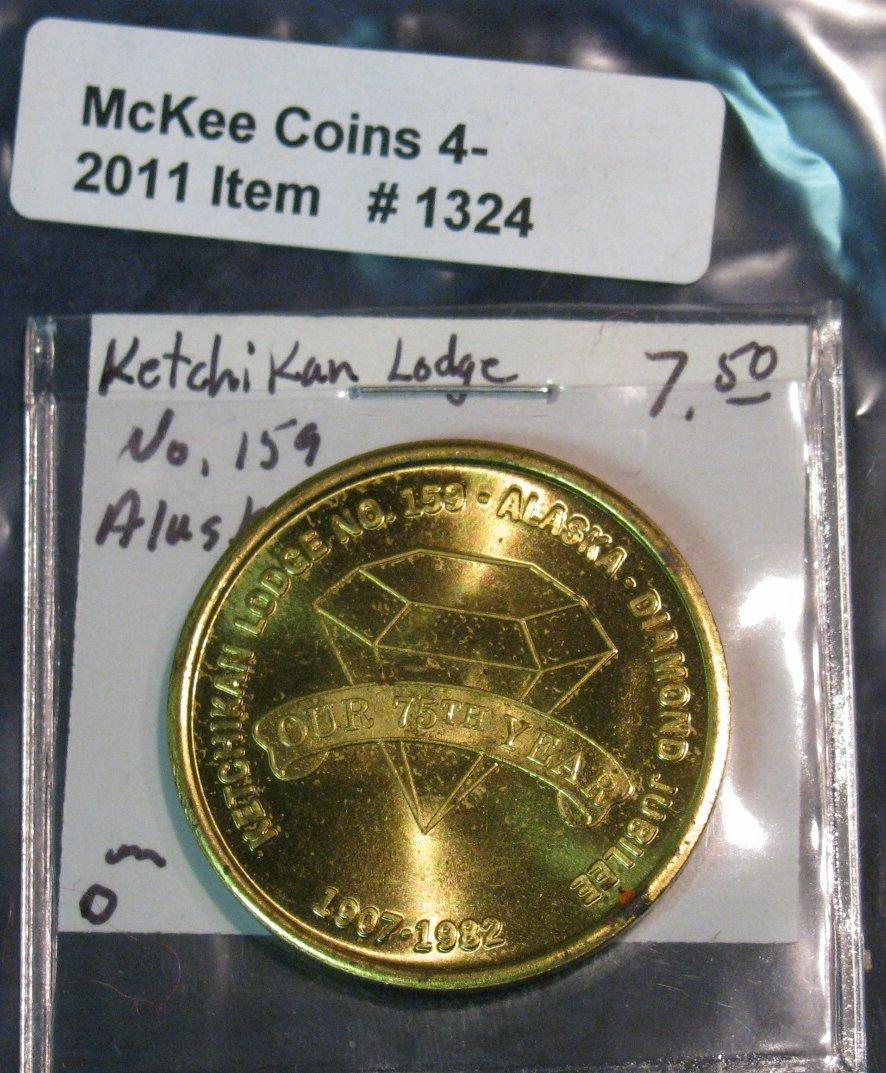 McKee Coins 4-
2011 Item # 1324
Ketchikan Lodge 7.50
No. 159
KETCHIKAN LODGE NO. 159 · ALASKA · DIAMOND JUBILEE
OUR 75TH YEAR
1907·1982